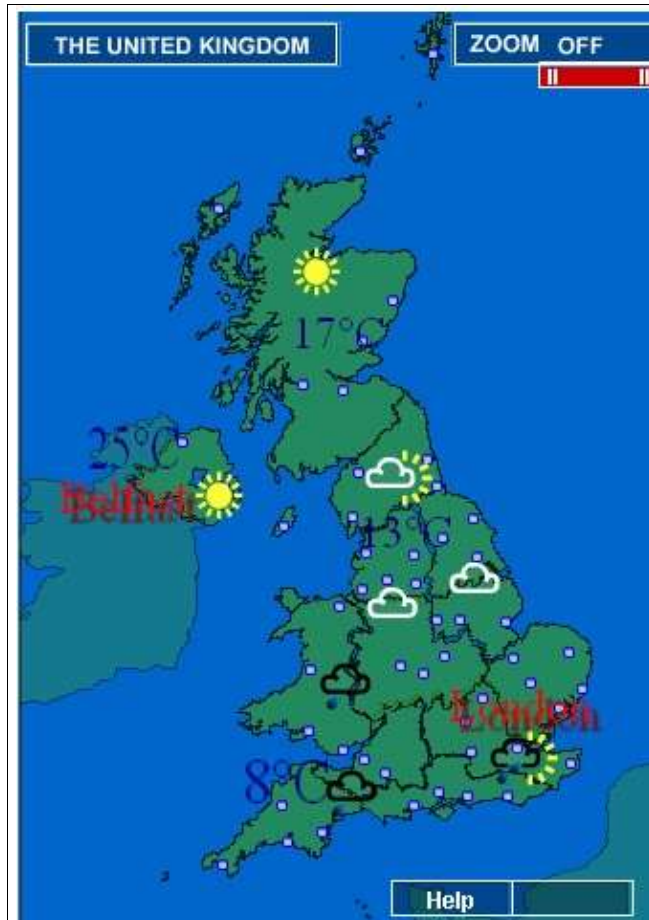 THE UNITED KINGDOM
ZOOM OFF
17°C
25°C
Belfast
13°C
London
8°C
Help